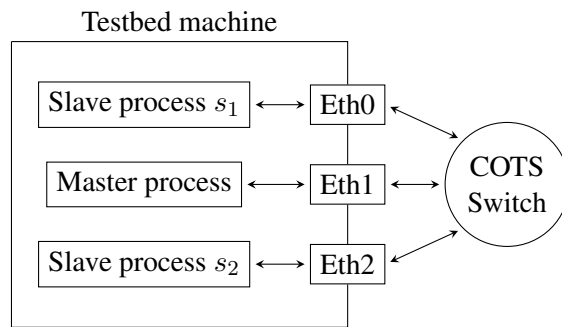 Testbed machine
Slave process s₁
Eth0
Master process
Eth1
COTS
Switch
Slave process s₂
Eth2